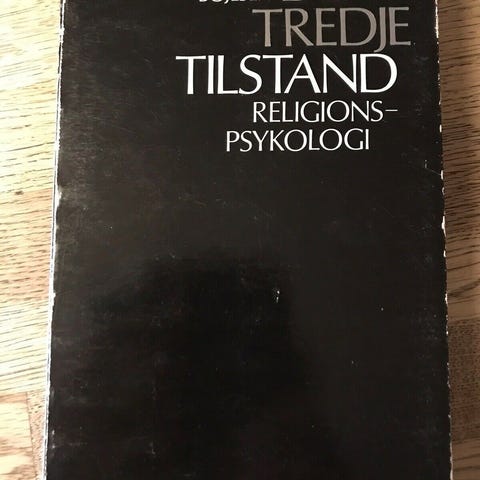 TREDJE
TILSTAND
RELIGIONS–
PSYKOLOGI